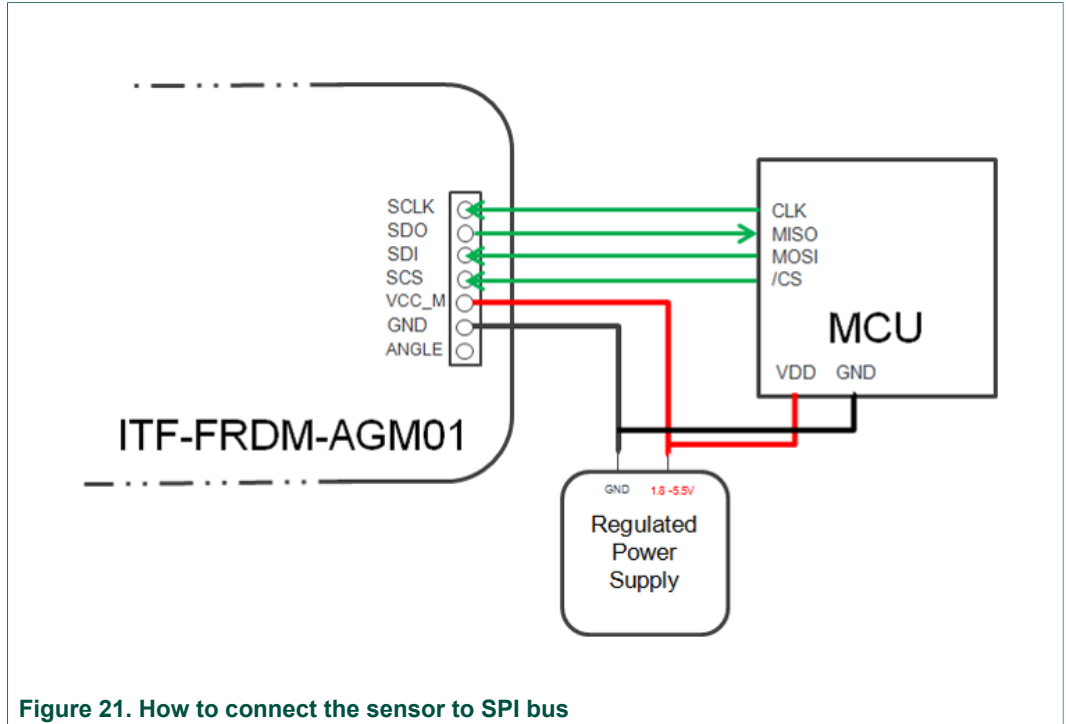 SCLK
SDO
SDI
SCS
VCC_M
GND
ANGLE
ITF-FRDM-AGM01
CLK
MISO
MOSI
/CS
MCU
VDD GND
GND 1.8 -5.5V
Regulated
Power
Supply
Figure 21. How to connect the sensor to SPI bus